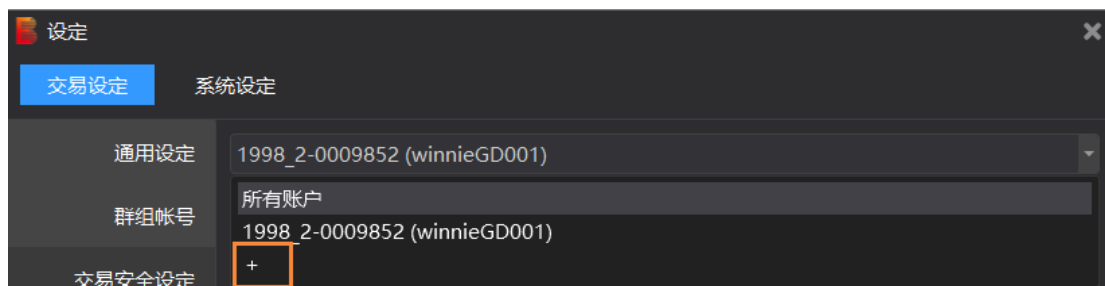 设定
交易设定 系统设定
通用设定 1998_2-0009852 (winnieGD001)
所有账户
群组帐号
1998_2-0009852 (winnieGD001)
+
交易安全设定